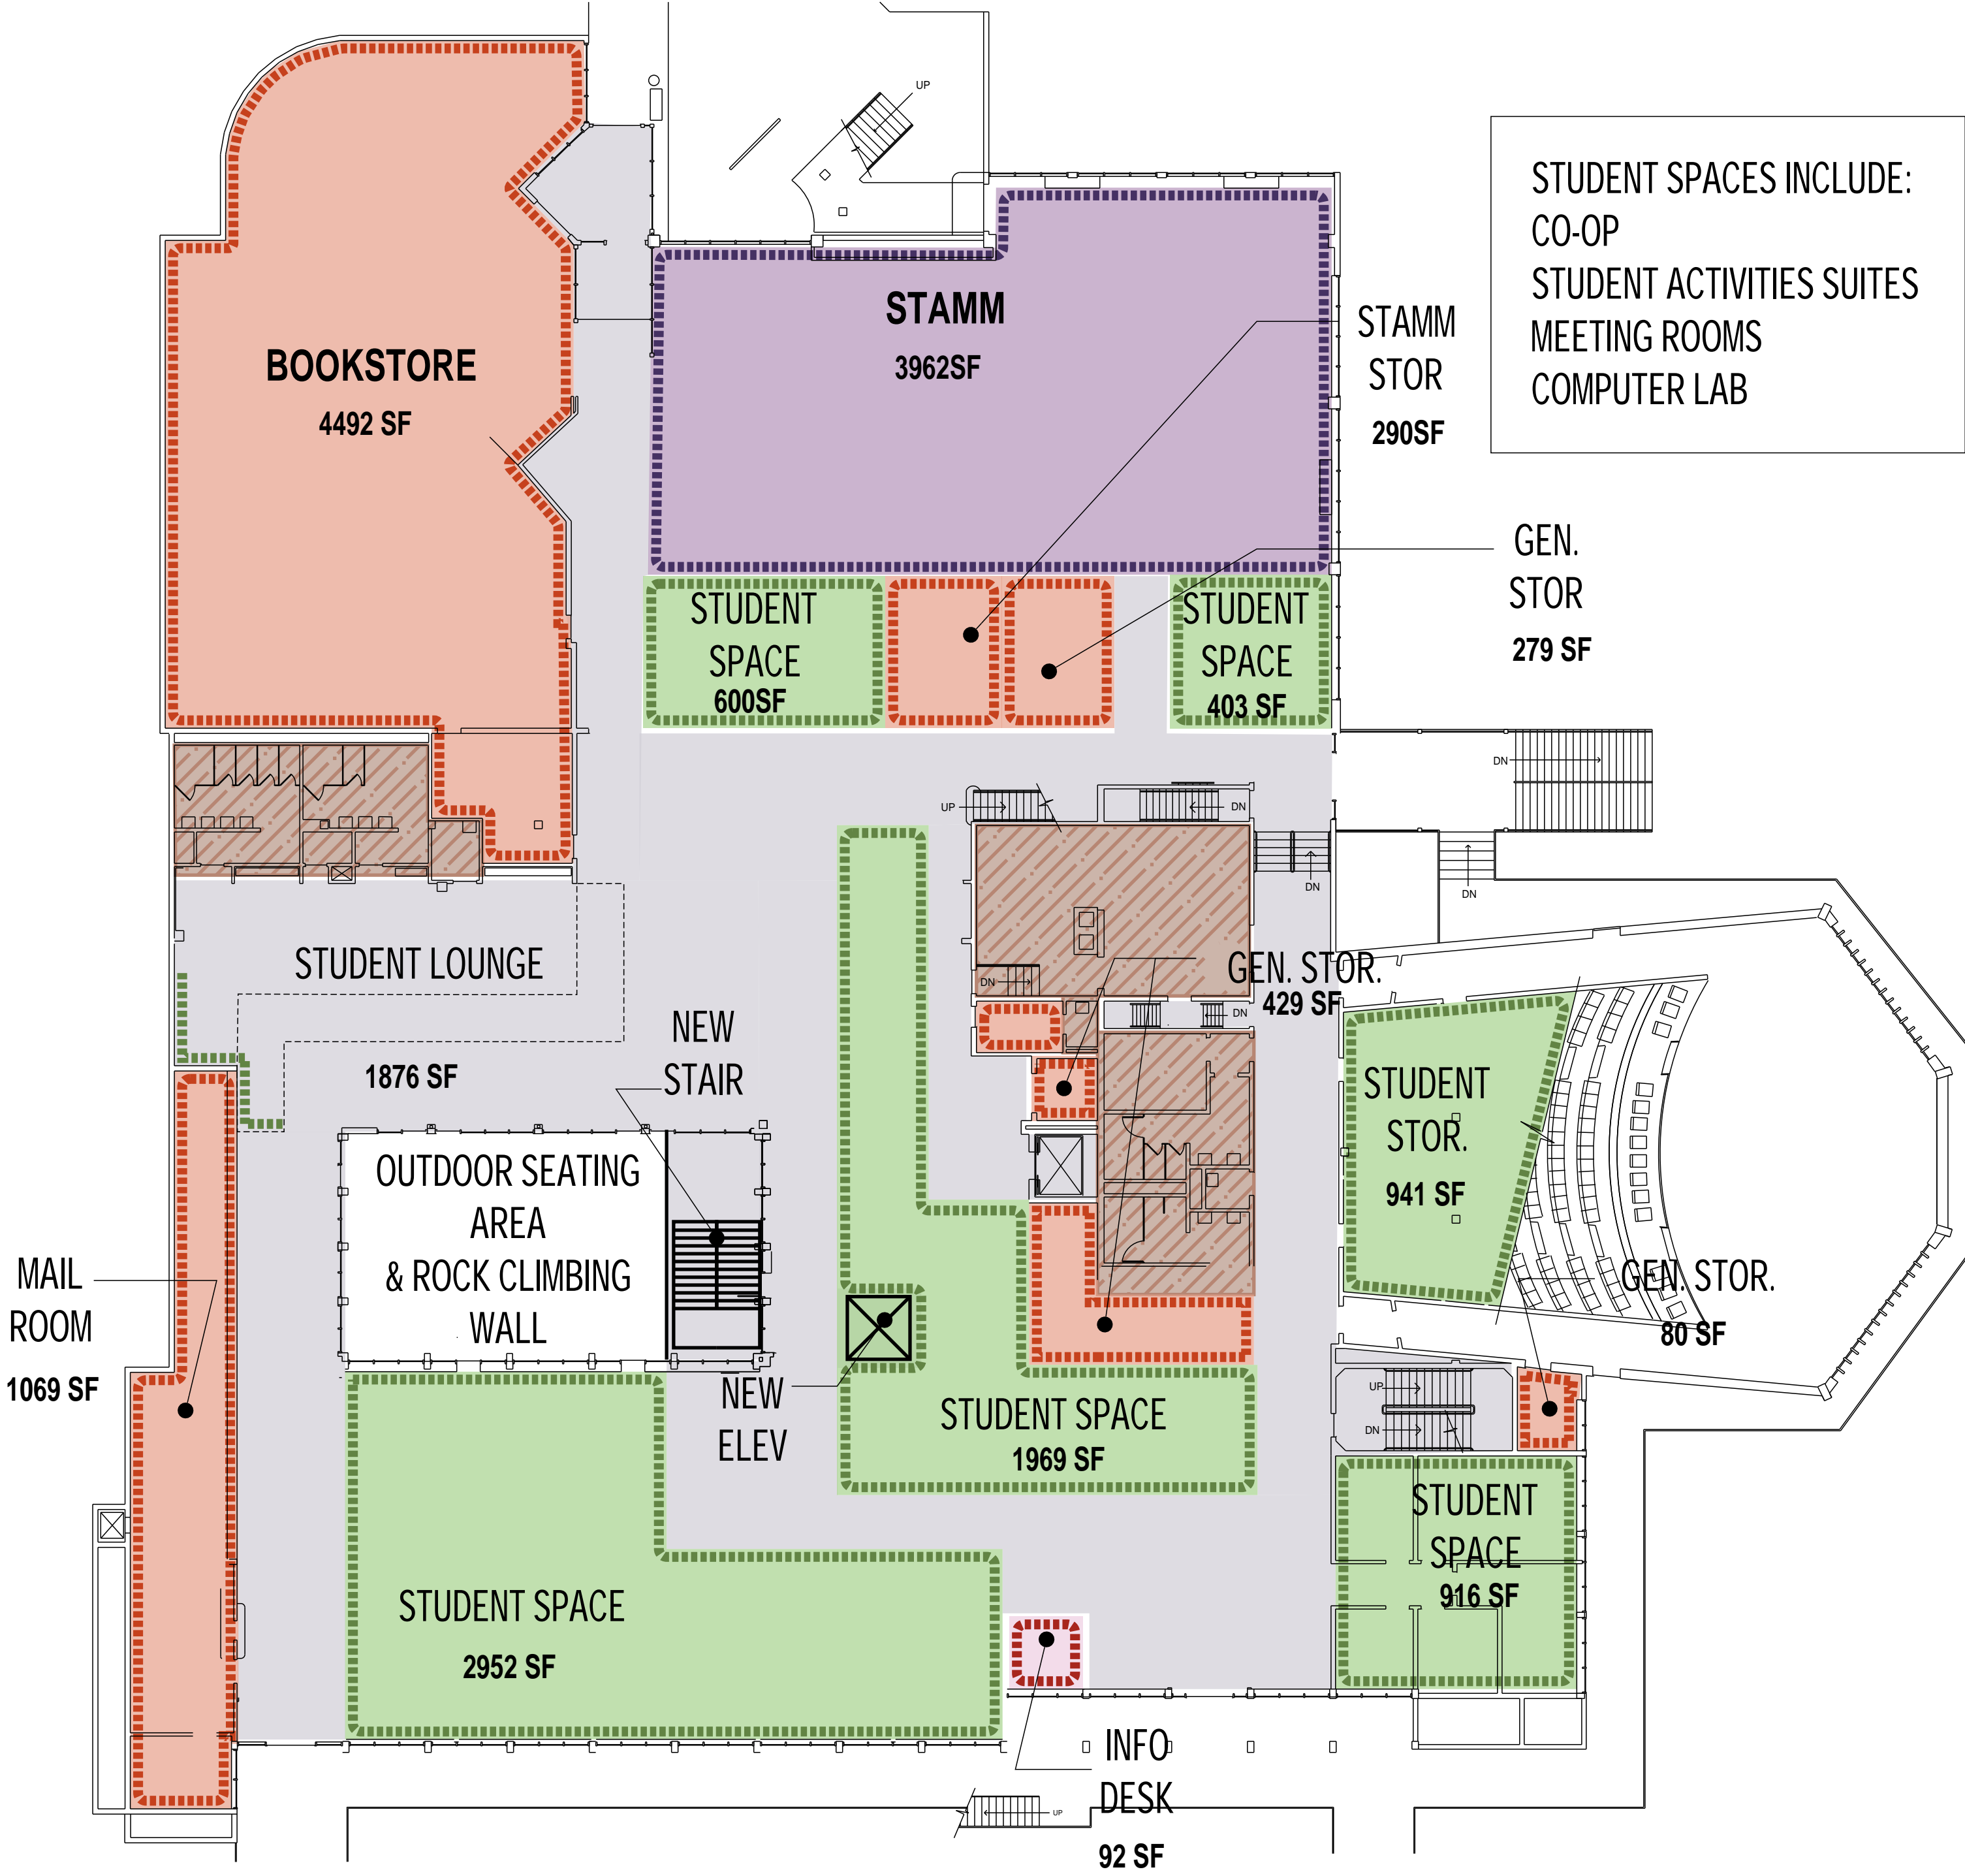 UP
STUDENT SPACES INCLUDE:
CO-OP
STUDENT ACTIVITIES SUITES
MEETING ROOMS
COMPUTER LAB
STAMM
3962SF
BOOKSTORE
4492 SF
STAMM
STOR
290SF
GEN.
STOR
279 SF
STUDENT
SPACE
600SF
STUDENT
SPACE
403 SF
DN
UP
DN
DN
DN
STUDENT LOUNGE
1876 SF
DN
GEN. STOR.
429 SF
DN
NEW
STAIR
STUDENT
STOR.
941 SF
OUTDOOR SEATING
AREA
& ROCK CLIMBING
WALL
MAIL
ROOM
1069 SF
GEN. STOR.
80 SF
NEW
ELEV
UP
DN
STUDENT SPACE
1969 SF
STUDENT
SPACE
916 SF
STUDENT SPACE
2952 SF
INFO
DESK
92 SF
UP